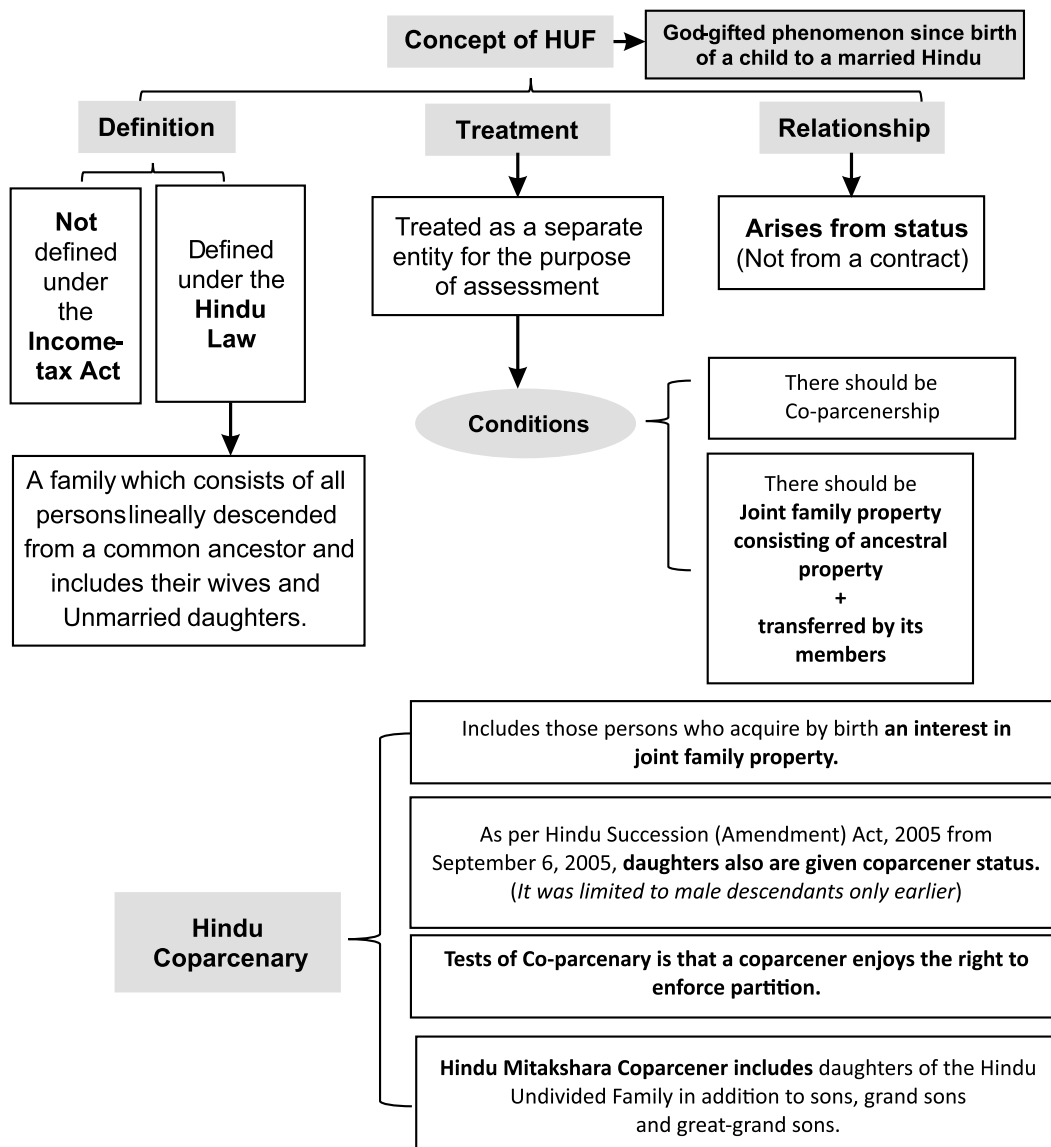 Concept of HUF
God-gifted phenomenon since birth
of a child to a married Hindu
Definition
Treatment
Relationship
Not
defined
under
the
Income-
tax Act
Defined
under the
Hindu
Law
Treated as a separate
entity for the purpose
of assessment
Arises from status
(Not from a contract)
A family which consists of all
persons lineally descended
from a common ancestor and
includes their wives and
Unmarried daughters.
Conditions
There should be
Co-parcenership
There should be
Joint family property
consisting of ancestral
property
+
transferred by its
members
Hindu
Coparcenary
Includes those persons who acquire by birth an interest in
joint family property.
As per Hindu Succession (Amendment) Act, 2005 from
September 6, 2005, daughters also are given coparcener status.
(It was limited to male descendants only earlier)
Tests of Co-parcenary is that a coparcener enjoys the right to
enforce partition.
Hindu Mitakshara Coparcener includes daughters of the Hindu
Undivided Family in addition to sons, grand sons
and great-grand sons.